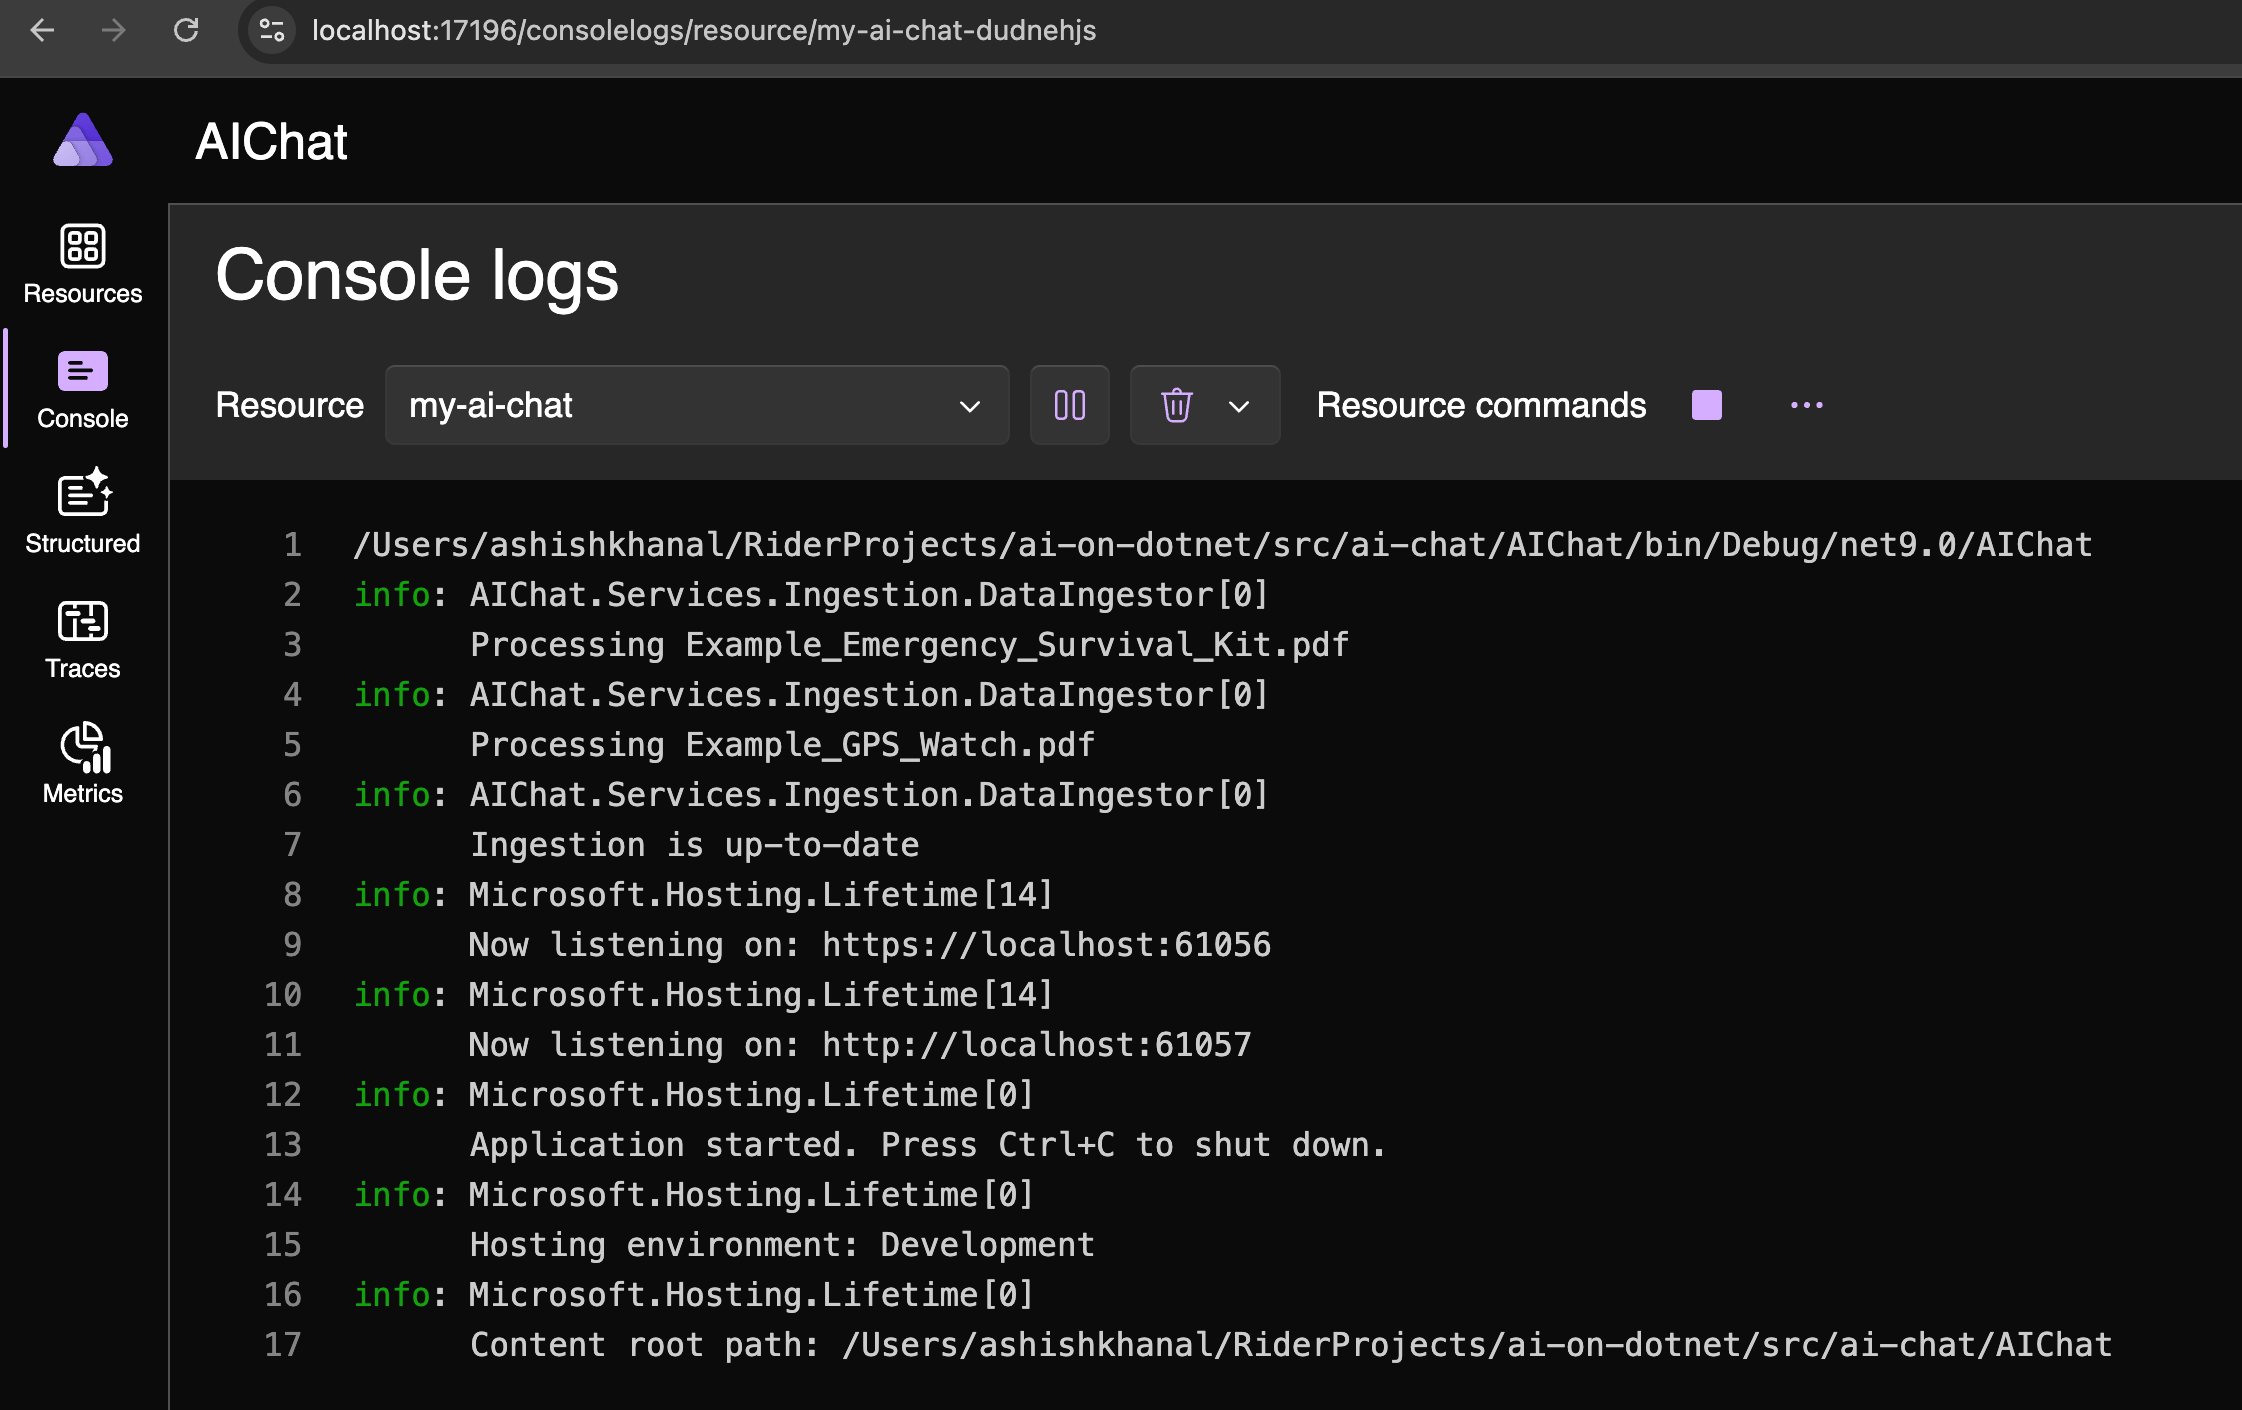 localhost:17196/consolelogs/resource/my-ai-chat-dudnehjs
AIChat
Resources
Console
Structured
Traces
Metrics
Console logs
Resource my-ai-chat Resource commands
1 /Users/ashishkhanal/RiderProjects/ai-on-dotnet/src/ai-chat/AIChat/bin/Debug/net9.0/AIChat
2 info: AIChat.Services.Ingestion.DataIngestor[0]
3 Processing Example_Emergency_Survival_Kit.pdf
4 info: AIChat.Services.Ingestion.DataIngestor[0]
5 Processing Example_GPS_Watch.pdf
6 info: AIChat.Services.Ingestion.DataIngestor[0]
7 Ingestion is up-to-date
8 info: Microsoft.Hosting.Lifetime[14]
9 Now listening on: https://localhost:61056
10 info: Microsoft.Hosting.Lifetime[14]
11 Now listening on: http://localhost:61057
12 info: Microsoft.Hosting.Lifetime[0]
13 Application started. Press Ctrl+C to shut down.
14 info: Microsoft.Hosting.Lifetime[0]
15 Hosting environment: Development
16 info: Microsoft.Hosting.Lifetime[0]
17 Content root path: /Users/ashishkhanal/RiderProjects/ai-on-dotnet/src/ai-chat/AIChat